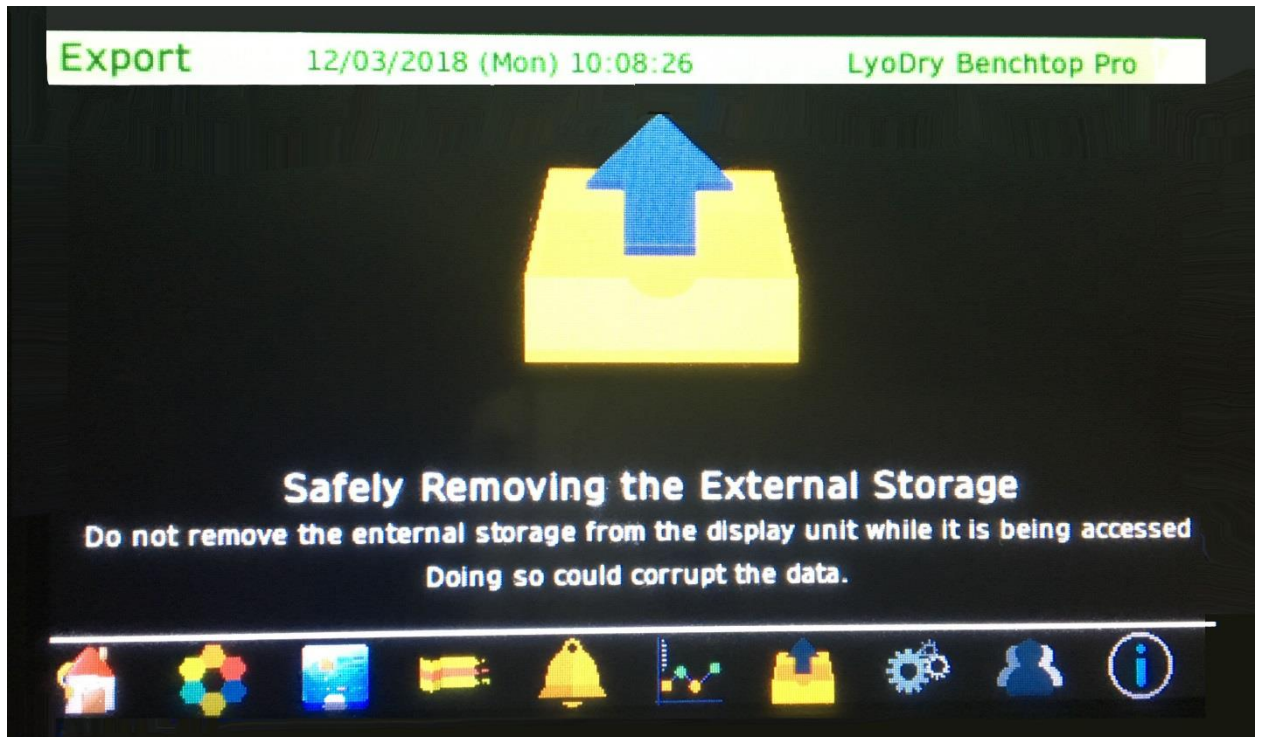 Export 12/03/2018 (Mon) 10:08:26 LyoDry Benchtop Pro
Safely Removing the External Storage
Do not remove the enternal storage from the display unit while it is being accessed
Doing so could corrupt the data.
i